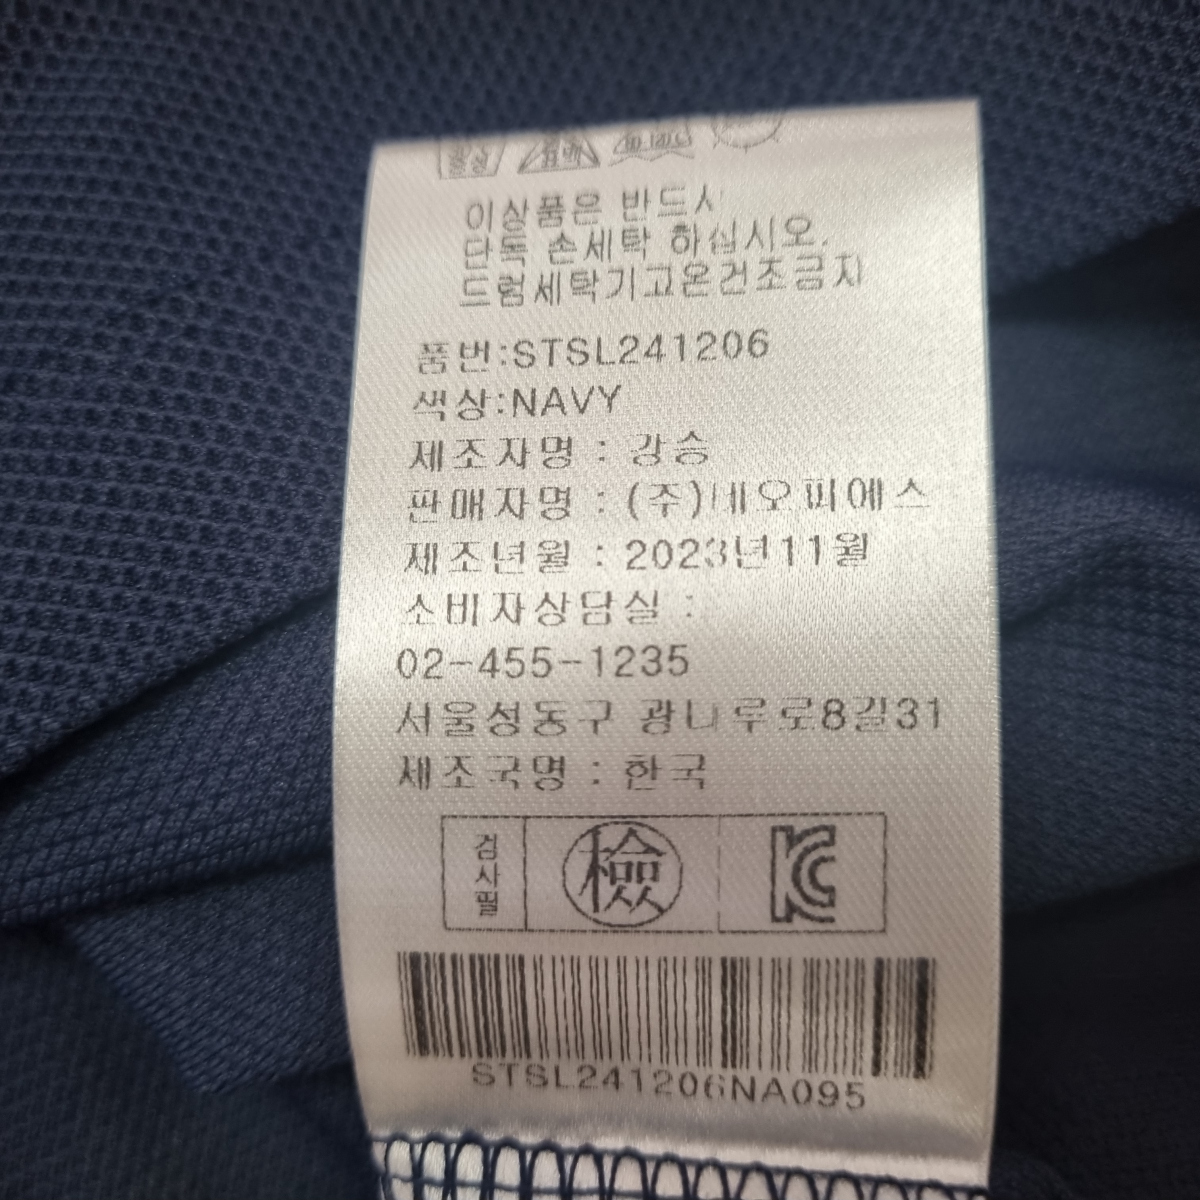 이상품은 반드시
단독 손세탁 하십시오.
드럼세탁기고온건조금지
품번:STSL241206
색상:NAVY
제조자명 : 강승
판매자명 : (주)네오피에스
제조년월 : 2023년11월
소비자상담실 :
02-455-1235
서울성동구 광나루로8길31
제조국명 : 한국
검사필 檢 KC
STSL241206NA095